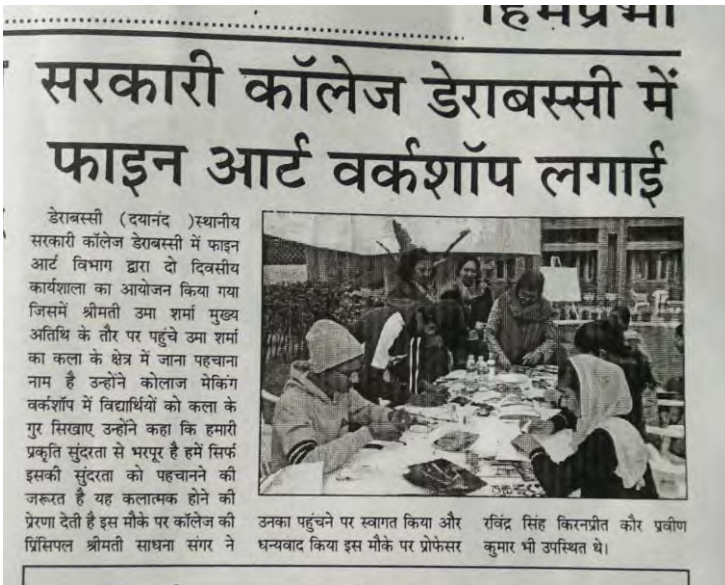 हिमप्रभा
सरकारी कॉलेज डेराबस्सी में
फाइन आर्ट वर्कशॉप लगाई
डेराबस्सी (दयानंद )स्थानीय
सरकारी कॉलेज डेराबस्सी में फाइन
आर्ट विभाग द्वारा दो दिवसीय
कार्यशाला का आयोजन किया गया
जिसमें श्रीमती उमा शर्मा मुख्य
अतिथि के तौर पर पहुंचे उमा शर्मा
का कला के क्षेत्र में जाना पहचाना
नाम है उन्होंने कोलाज मेकिंग
वर्कशॉप में विद्यार्थियों को कला के
गुर सिखाए उन्होंने कहा कि हमारी
प्रकृति सुंदरता से भरपूर है हमें सिर्फ
इसकी सुंदरता को पहचानने की
जरूरत है यह कलात्मक होने की
प्रेरणा देती है इस मौके पर कॉलेज की
प्रिंसिपल श्रीमती साधना संगर ने
उनका पहुंचने पर स्वागत किया और
धन्यवाद किया इस मौके पर प्रोफेसर
रविंद्र सिंह किरनप्रीत कौर प्रवीण
कुमार भी उपस्थित थे।